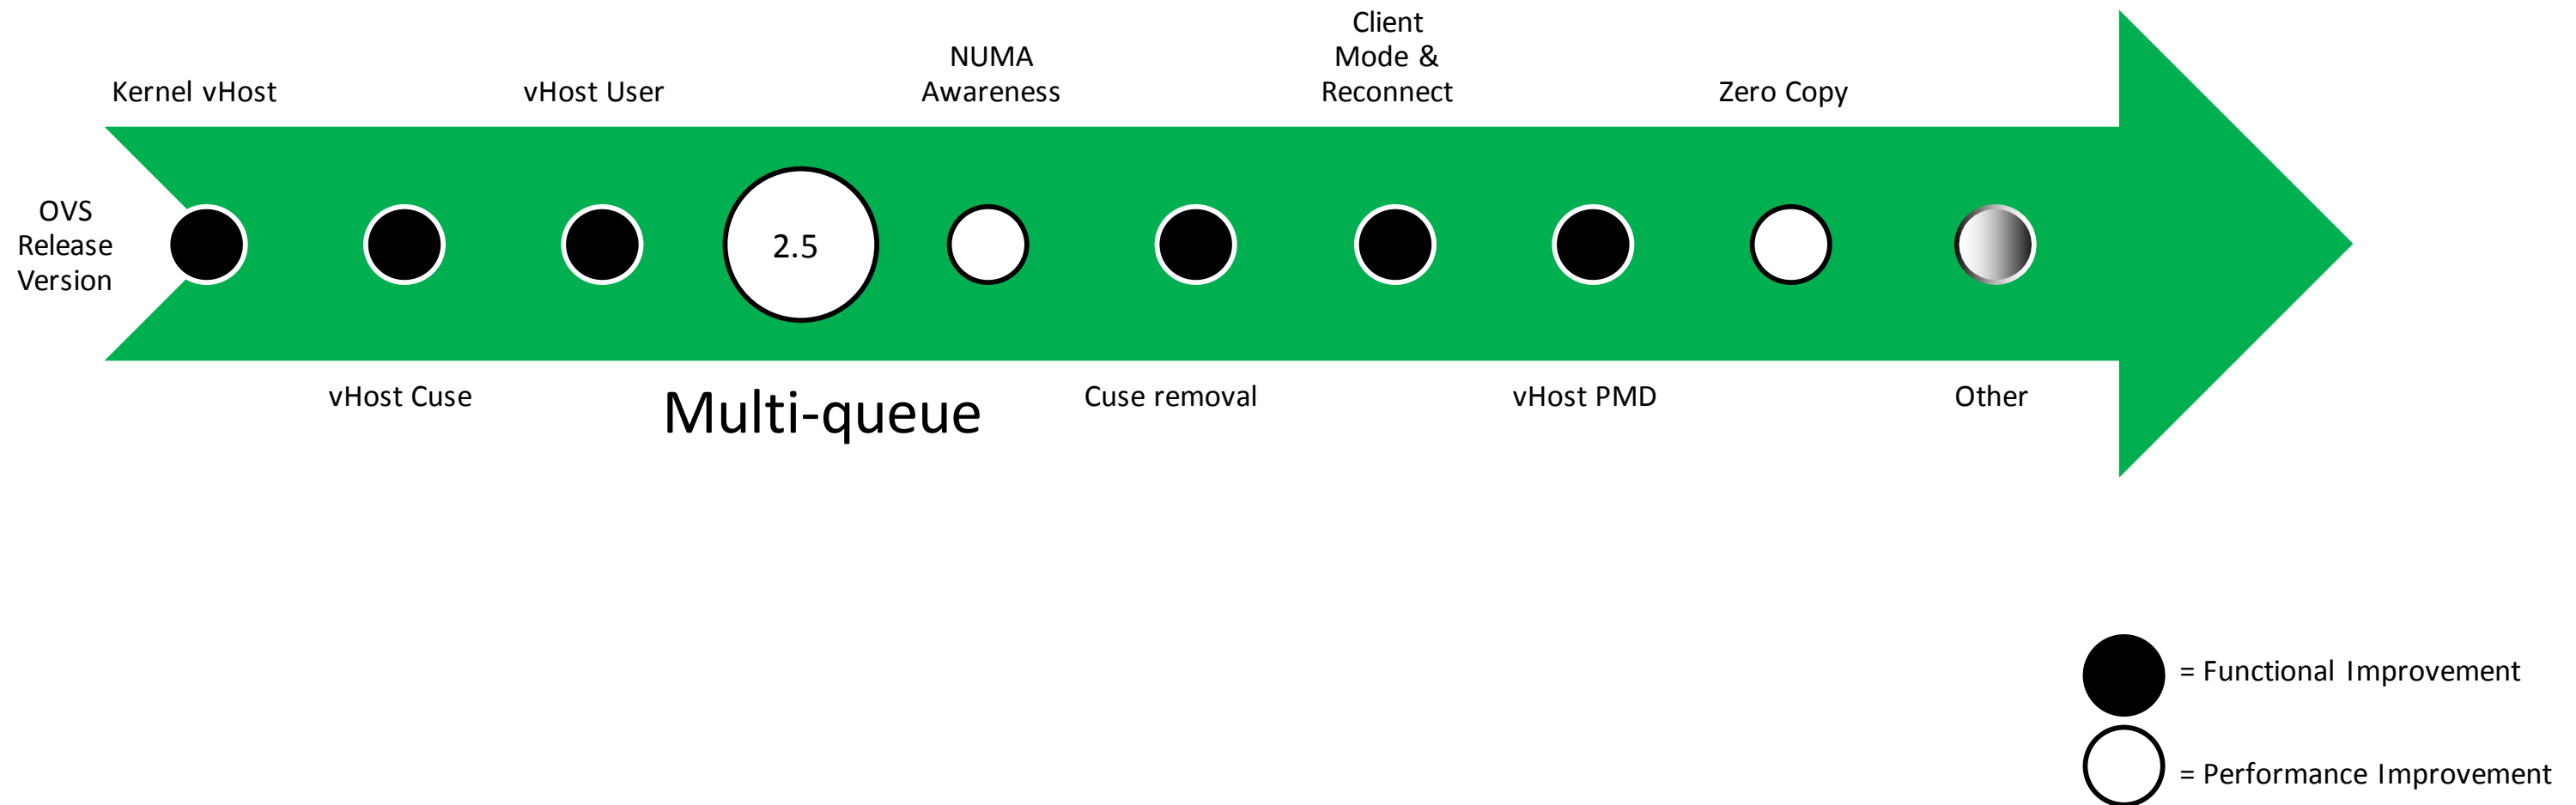 Kernel vHost
vHost User
NUMA
Awareness
Client
Mode &
Reconnect
Zero Copy
OVS
Release
Version
2.5
vHost Cuse
Multi-queue
Cuse removal
vHost PMD
Other
= Functional Improvement
= Performance Improvement